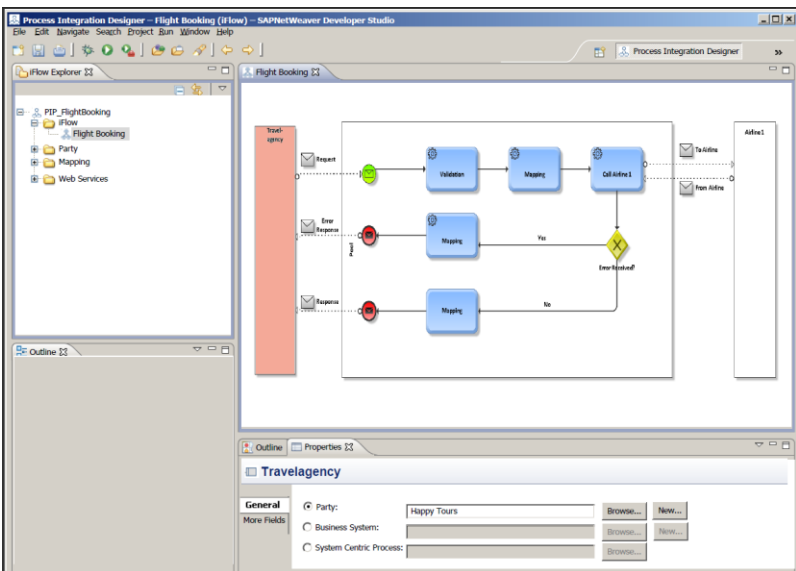 Process Integration Designer – Flight Booking (iFlow) – SAPNetWeaver Developer Studio
File Edit Navigate Search Project Run Window Help
Process Integration Designer
iFlow Explorer
PIP_FlightBooking
iFlow
Flight Booking
Party
Mapping
Web Services
Outline
Flight Booking
Travel-
agency
Request
Validation
Mapping
Call Airline 1
To Airline
From Airline
Airline1
Error
Response
Pool
Mapping
Yes
Error Received?
Response
Mapping
No
Outline
Properties
Travelagency
General
More Fields
Party:
Happy Tours
Browse...
New...
Business System:
Browse...
New...
System Centric Process:
Browse...